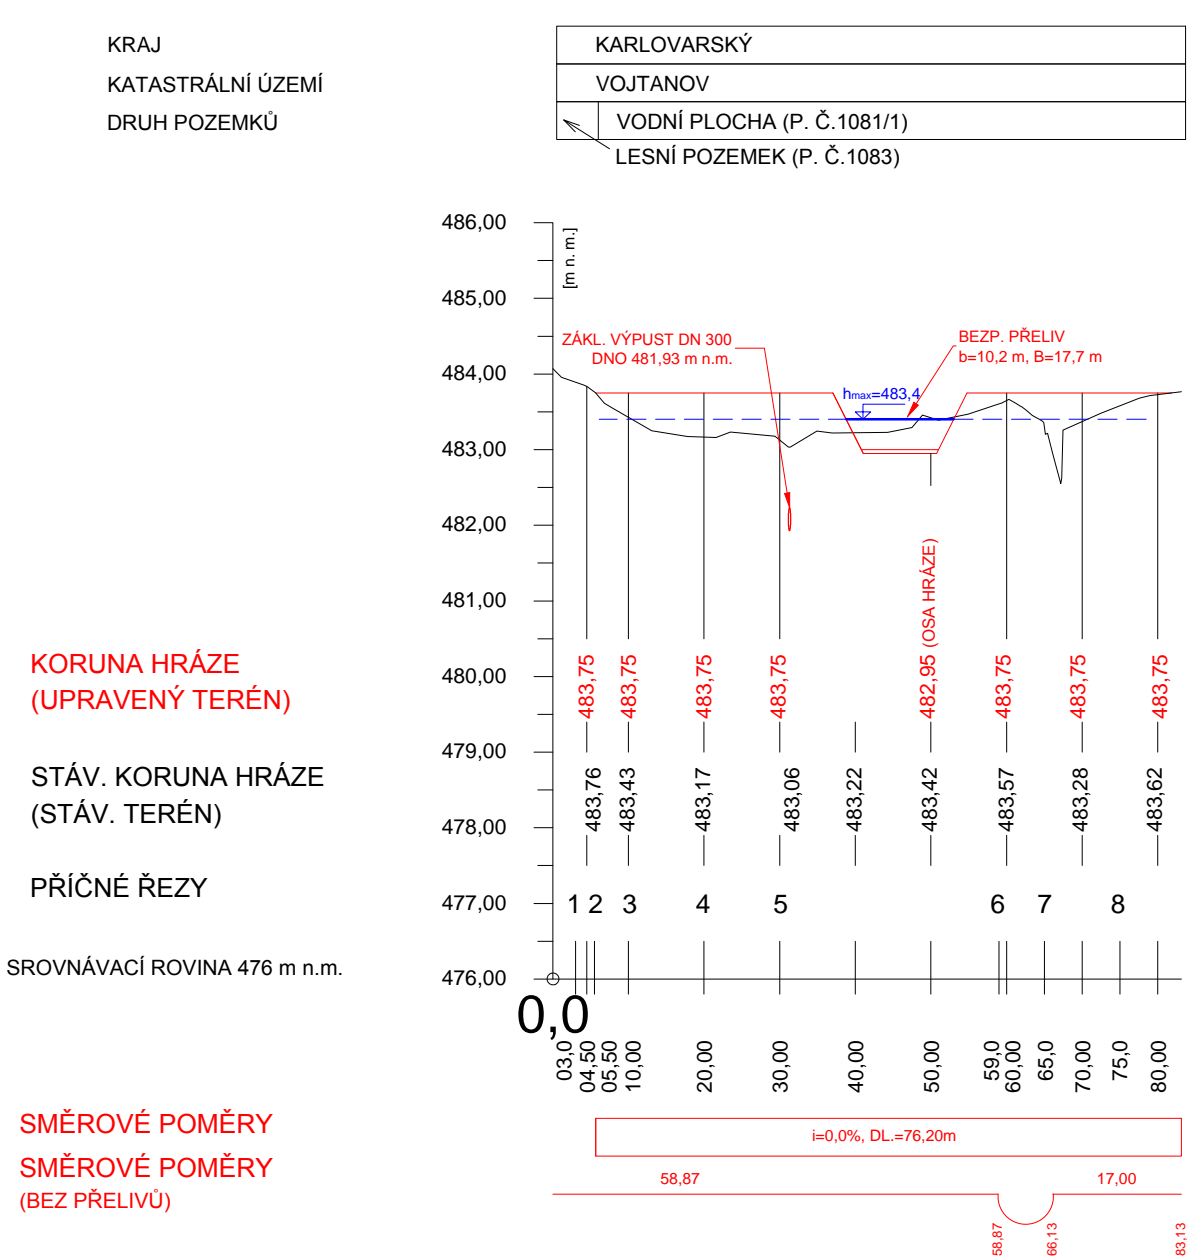 KRAJ
KARLOVARSKÝ
KATASTRÁLNÍ ÚZEMÍ
VOJTANOV
DRUH POZEMKŮ
VODNÍ PLOCHA (P. Č.1081/1)
LESNÍ POZEMEK (P. Č.1083)
486,00
[m n. m.]
485,00
ZÁKL. VÝPUST DN 300
DNO 481,93 m n.m.
BEZP. PŘELIV
b=10,2 m, B=17,7 m
484,00
hmax=483,4
483,00
482,00
481,00
480,00
479,00
478,00
477,00
476,00
KORUNA HRÁZE
(UPRAVENÝ TERÉN)
483,75
483,75
483,75
483,75
482,95 (OSA HRÁZE)
483,75
483,75
483,75
STÁV. KORUNA HRÁZE
(STÁV. TERÉN)
483,76
483,43
483,17
483,06
483,22
483,42
483,57
483,28
483,62
PŘÍČNÉ ŘEZY
1 2 3 4 5 6 7 8
SROVNÁVACÍ ROVINA 476 m n.m.
0,0
03,0
04,50
05,50
10,00
20,00
30,00
40,00
50,00
59,0
60,00
65,0
70,00
75,0
80,00
SMĚROVÉ POMĚRY
i=0,0%, DL.=76,20m
SMĚROVÉ POMĚRY
(BEZ PŘELIVŮ)
58,87
17,00
58,87
66,13
83,13